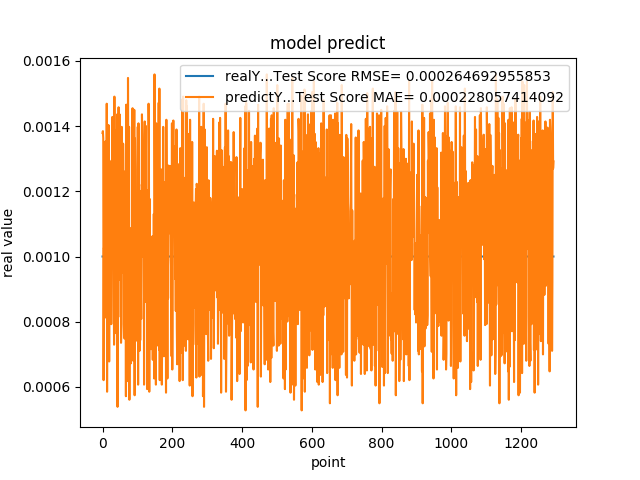 model predict
realY...Test Score RMSE= 0.000264692955853
predictY...Test Score MAE= 0.000228057414092
real value
0.0016
0.0014
0.0012
0.0010
0.0008
0.0006
0 200 400 600 800 1000 1200
point